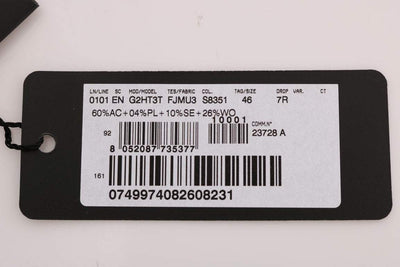 LN/LINE SC MOD/MODEL TES/FABRIC COL. TAG/SIZE DROP VAR. CT
0101 EN G2HT3T FJMU3 S8351 46 7R
60%AC+04%PL+10%SE+26%WO
10001 COMM.N°
92 23728 A
8 052087 735377
161
0749974082608231